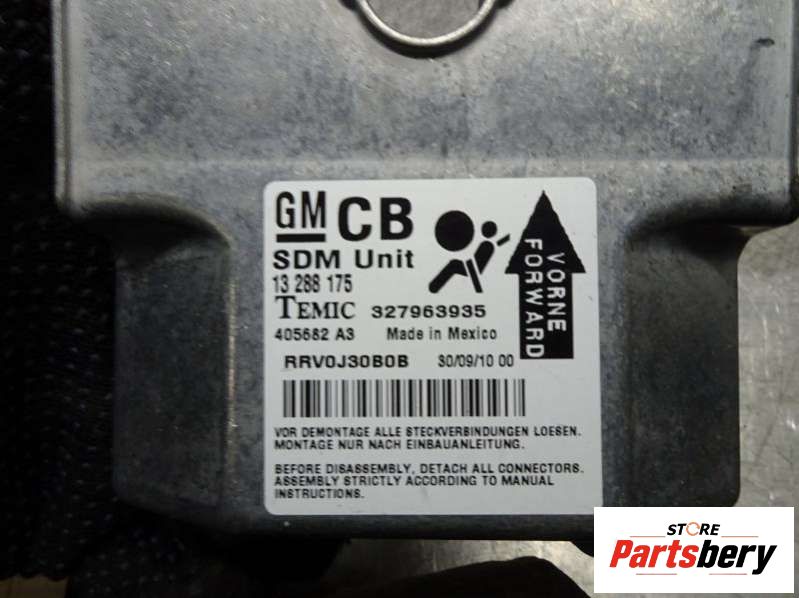 GM CB
SDM Unit
13 288 175
TEMIC 327963935
405682 A3 Made in Mexico
RRV0J30B0B 30/09/10 00
VORNE
FORWARD
VOR DEMONTAGE ALLE STECKVERBINDUNGEN LOESEN.
MONTAGE NUR NACH EINBAUANLEITUNG.
BEFORE DISASSEMBLY, DETACH ALL CONNECTORS.
ASSEMBLY STRICTLY ACCORDING TO MANUAL
INSTRUCTIONS.
STORE
Partsbery